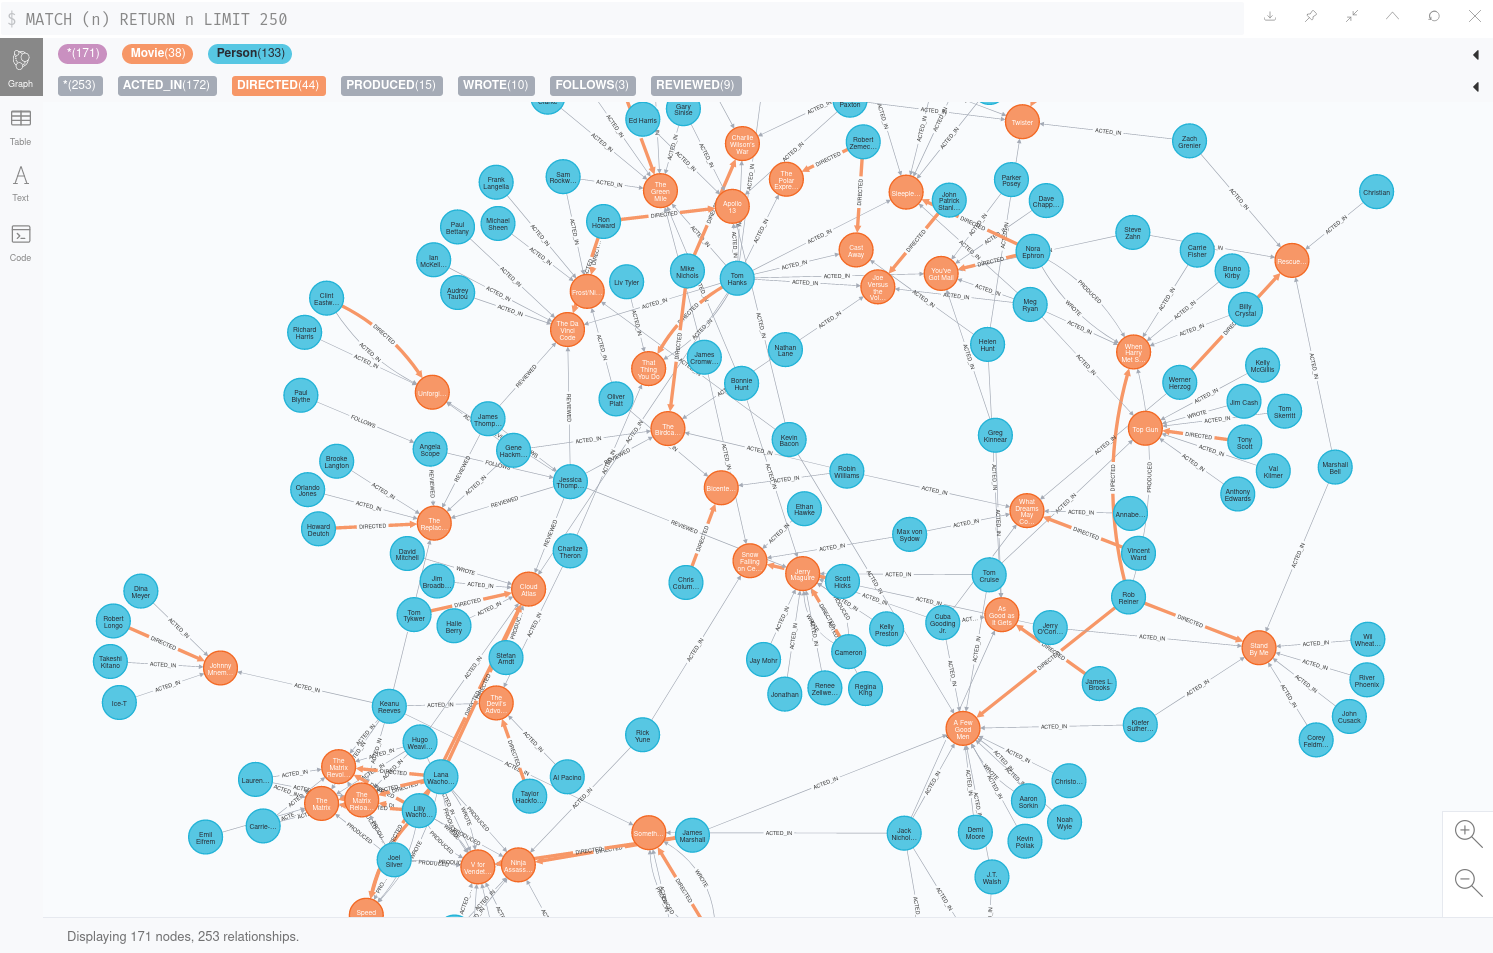 $ MATCH (n) RETURN n LIMIT 250
Graph
Table
Text
Code
*(171)
Movie(38)
Person(133)
*(253)
ACTED_IN(172)
DIRECTED(44)
PRODUCED(15)
WROTE(10)
FOLLOWS(3)
REVIEWED(9)
Ed Harris
Gary Sinise
Paxton
Charlie Wilson's War
Robert Zemec...
Twister
Zach Grenier
Frank Langella
Sam Rockw...
The Green Mile
The Polar Expre...
Apollo 13
Sleeple...
John Patrick Stanl...
Parker Posey
Dave Chapp...
Christian
Paul Bettany
Michael Sheen
Ron Howard
Steve Zahn
Carrie Fisher
Ian McKell...
Mike Nichols
Tom Hanks
Cast Away
Joe Versus the Vol...
You've Got Mail
Nora Ephron
Bruno Kirby
Rescue...
Audrey Tautou
Frost/Ni...
Liv Tyler
Meg Ryan
Billy Crystal
Clint Eastw...
Richard Harris
The Da Vinci Code
Helen Hunt
Nathan Lane
When Harry Met S...
Kelly McGillis
Werner Herzog
Unforgi...
That Thing You Do
James Cromw...
Bonnie Hunt
Paul Blythe
Oliver Platt
Jim Cash
Tom Skerritt
James Thomp...
Angela Scope
Gene Hackm...
The Birdca...
Kevin Bacon
Greg Kinnear
Top Gun
Tony Scott
Brooke Langton
Orlando Jones
Jessica Thomp...
Bicente...
Robin Williams
Val Kilmer
Anthony Edwards
Marshall Bell
Howard Deutch
The Replac...
Ethan Hawke
What Dreams May Co...
Annabe...
Max von Sydow
Vincent Ward
David Mitchell
Charlize Theron
Snow Falling on Ce...
Jerry Maguire
Scott Hicks
Tom Cruise
Rob Reiner
Jim Broadb...
Cloud Atlas
Chris Colum...
Dina Meyer
Robert Longo
Tom Tykwer
Halle Berry
Kelly Preston
Cuba Gooding Jr.
As Good as It Gets
Jerry O'Con...
Stand By Me
Wil Wheat...
Takeshi Kitano
Johnny Mnem...
Stefan Arndt
Jay Mohr
Cameron
Jonathan
Renee Zellwe...
Regina King
James L. Brooks
River Phoenix
Ice-T
Keanu Reeves
The Devil's Advo...
A Few Good Men
Kiefer Suther...
John Cusack
Corey Feldm...
Rick Yune
Hugo Weavi...
Lauren...
The Matrix Revol...
Lana Wacho...
Al Pacino
Taylor Hackfo...
Christo...
The Matrix
The Matrix Reloa...
Lilly Wacho...
Aaron Sorkin
Noah Wyle
Emil Eifrem
Carrie-...
Someth...
James Marshall
Jack Nichol...
Demi Moore
Kevin Pollak
Joel Silver
V for Vendet...
Ninja Assass...
J.T. Walsh
Speed
ACTED_IN
DIRECTED
PRODUCED
WROTE
FOLLOWS
REVIEWED
Displaying 171 nodes, 253 relationships.